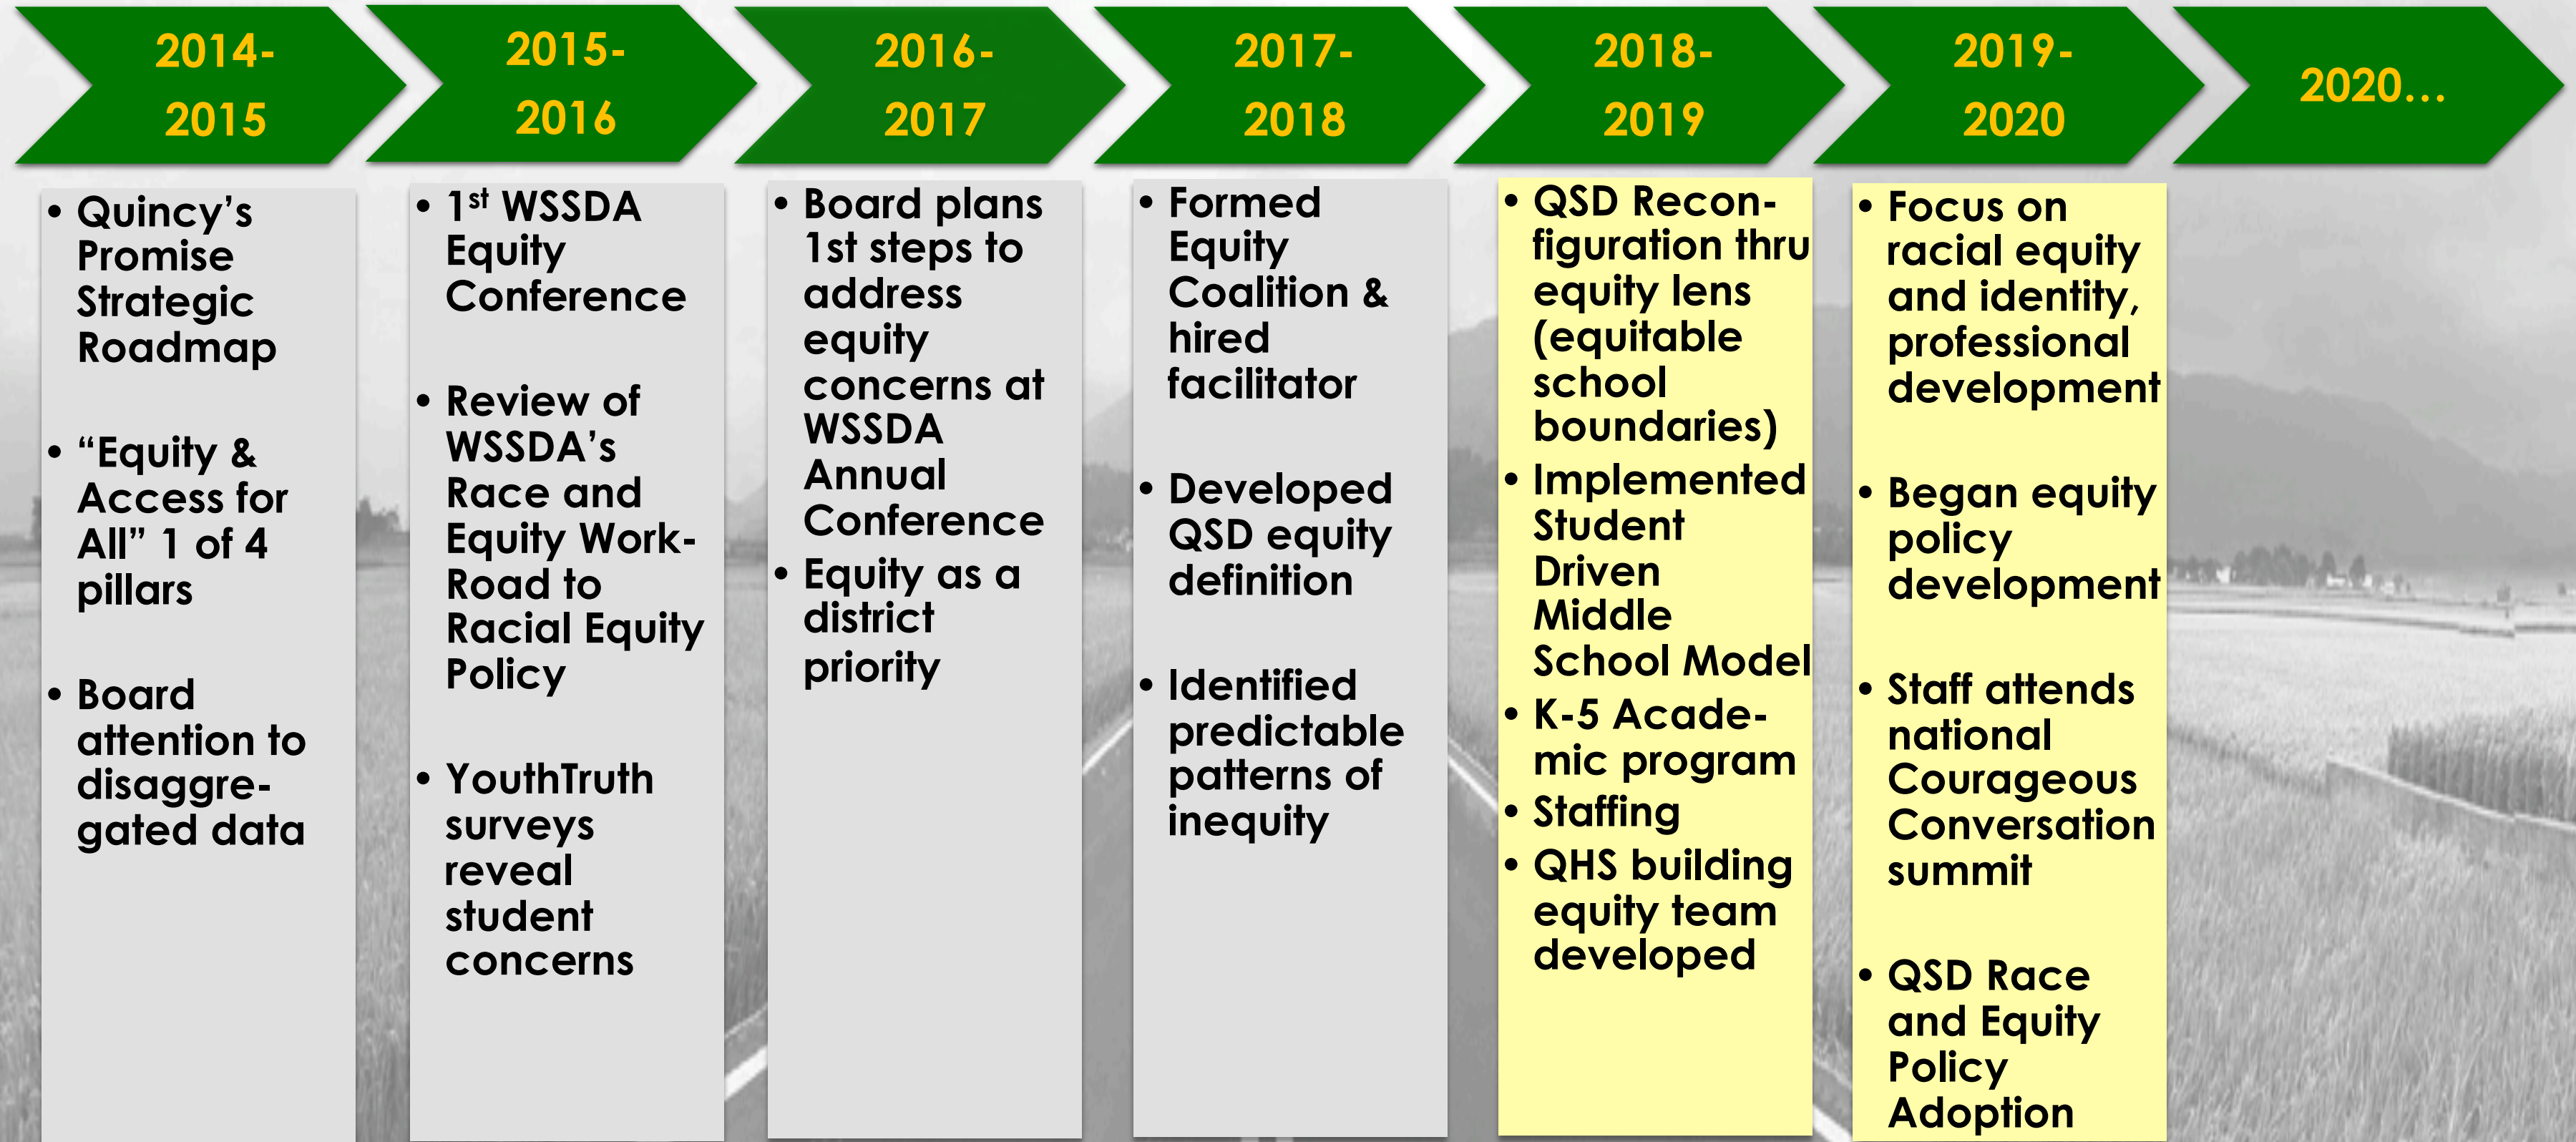 2014-
2015
2015-
2016
2016-
2017
2017-
2018
2018-
2019
2019-
2020
2020…
• Quincy’s
Promise
Strategic
Roadmap
• “Equity &
Access for
All” 1 of 4
pillars
• Board
attention to
disaggre-
gated data
• 1st WSSDA
Equity
Conference
• Review of
WSSDA’s
Race and
Equity Work-
Road to
Racial Equity
Policy
• YouthTruth
surveys
reveal
student
concerns
• Board plans
1st steps to
address
equity
concerns at
WSSDA
Annual
Conference
• Equity as a
district
priority
• Formed
Equity
Coalition &
hired
facilitator
• Developed
QSD equity
definition
• Identified
predictable
patterns of
inequity
• QSD Recon-
figuration thru
equity lens
(equitable
school
boundaries)
• Implemented
Student
Driven
Middle
School Model
• K-5 Acade-
mic program
• Staffing
• QHS building
equity team
developed
• Focus on
racial equity
and identity,
professional
development
• Began equity
policy
development
• Staff attends
national
Courageous
Conversation
summit
• QSD Race
and Equity
Policy
Adoption